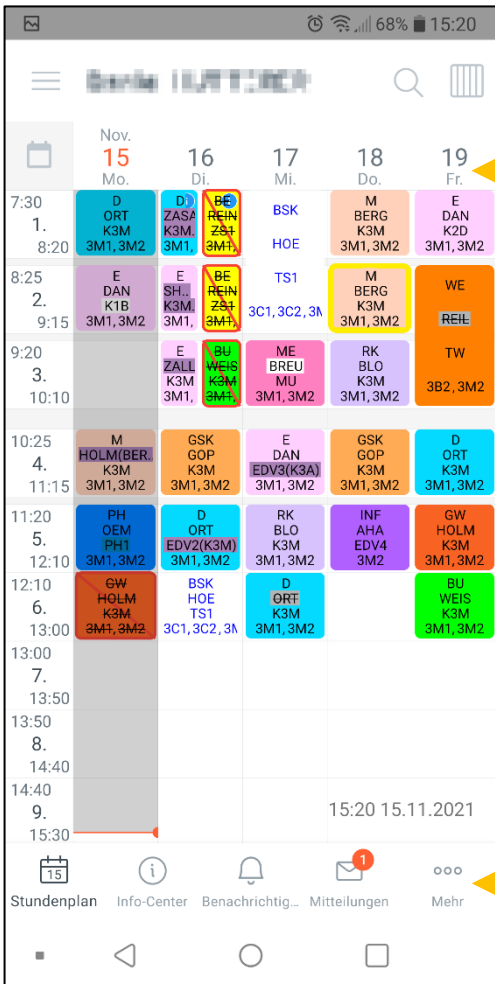 68% 15:20
Nov.
15 16 17 18 19
Mo. Di. Mi. Do. Fr.
7:30
1.
8:20
D
ORT
K3M
3M1, 3M2
D
ZASA
K3M.
3M1,
BE
REIN
ZS1
3M1,
BSK
HOE
TS1
3C1, 3C2, 3M
M
BERG
K3M
3M1, 3M2
E
DAN
K2D
3M1, 3M2
8:25
2.
9:15
E
DAN
K1B
3M1, 3M2
E
SH...
K3M.
3M1,
BE
REIN
ZS1
3M1,
M
BERG
K3M
3M1, 3M2
WE
REIL
TW
3B2, 3M2
9:20
3.
10:10
E
ZALL
K3M
3M1,
BU
WEIS
K3M
3M1,
ME
BREU
MU
3M1, 3M2
RK
BLO
K3M
3M1, 3M2
10:25
4.
11:15
M
HOLM(BER.
K3M
3M1, 3M2
GSK
GOP
K3M
3M1, 3M2
E
DAN
EDV3(K3A)
3M1, 3M2
GSK
GOP
K3M
3M1, 3M2
D
ORT
K3M
3M1, 3M2
11:20
5.
12:10
PH
OEM
PH1
3M1, 3M2
D
ORT
EDV2(K3M)
3M1, 3M2
RK
BLO
K3M
3M1, 3M2
INF
AHA
EDV4
3M2
GW
HOLM
K3M
3M1, 3M2
12:10
6.
13:00
GW
HOLM
K3M
3M1, 3M2
BSK
HOE
TS1
3C1, 3C2, 3M
D
ORT
K3M
3M1, 3M2
BU
WEIS
K3M
3M1, 3M2
13:00
7.
13:50
13:50
8.
14:40
14:40
9.
15:30
15:20 15.11.2021
15
1
Stundenplan Info-Center Benachrichtig... Mitteilungen Mehr